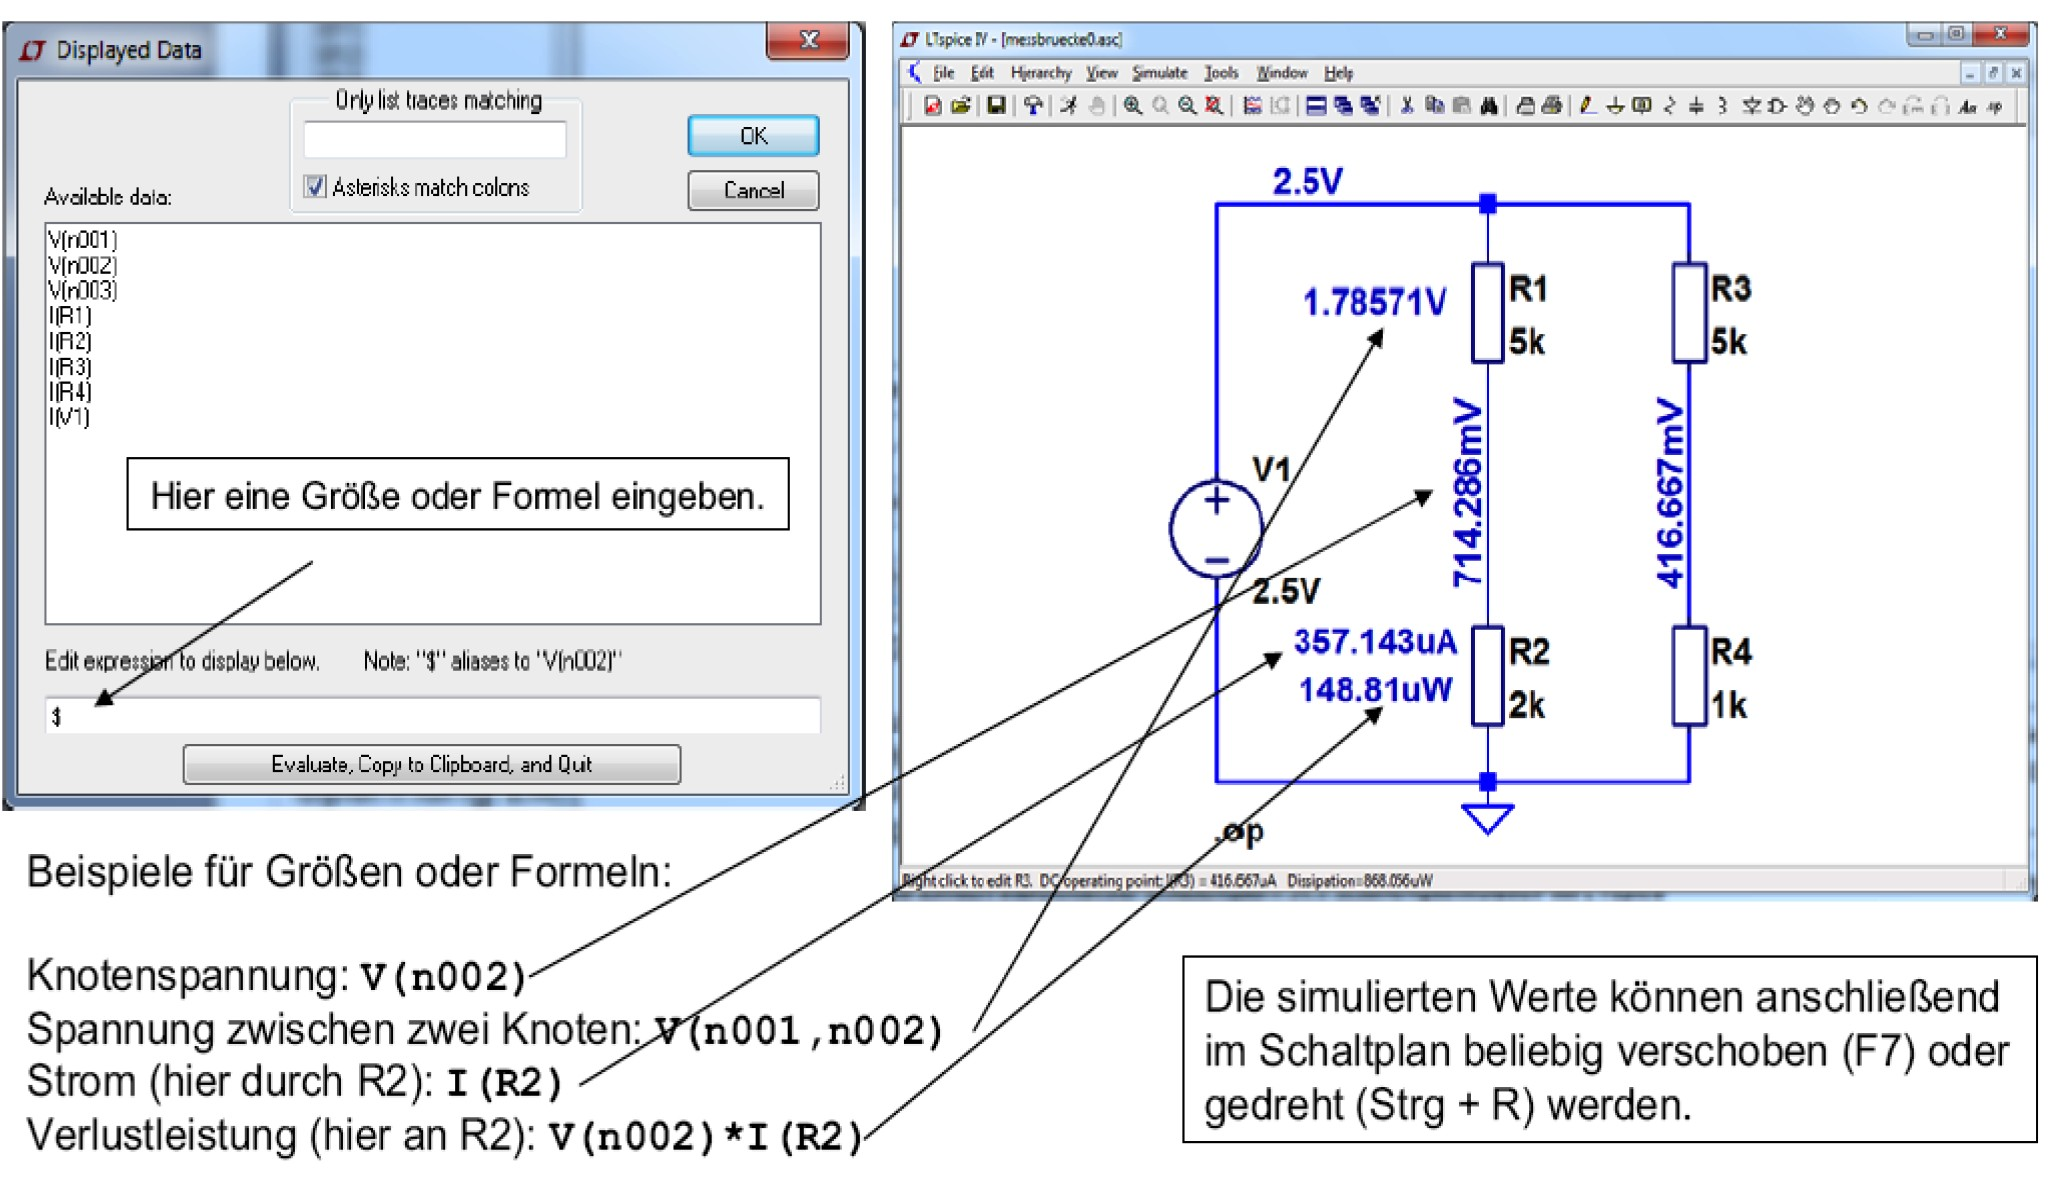 Displayed Data
Only list traces matching
OK
Asterisks match colons
Cancel
Available data:
V(n001)
V(n002)
V(n003)
I(R1)
I(R2)
I(R3)
I(R4)
I(V1)
Hier eine Größe oder Formel eingeben.
Edit expression to display below. Note: "$" aliases to "V(n002)"
$
Evaluate, Copy to Clipboard, and Quit
LTspice IV - [messbruecke0.asc]
File Edit Hierarchy View Simulate Tools Window Help
2.5V
1.78571V
R1
5k
R3
5k
714.286mV
416.667mV
V1
2.5V
357.143uA
148.81uW
R2
2k
R4
1k
.op
Right click to edit R3. DC operating point: I(R3) = 416.667uA Dissipation=868.056uW
Beispiele für Größen oder Formeln:
Knotenspannung: V(n002)
Spannung zwischen zwei Knoten: V(n001,n002)
Strom (hier durch R2): I(R2)
Verlustleistung (hier an R2): V(n002)*I(R2)
Die simulierten Werte können anschließend
im Schaltplan beliebig verschoben (F7) oder
gedreht (Strg + R) werden.